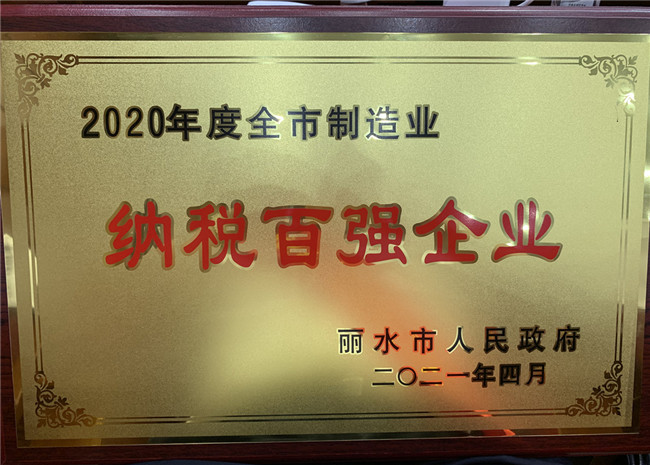 2020年度全市制造业
纳税百强企业
丽水市人民政府
二〇二一年四月